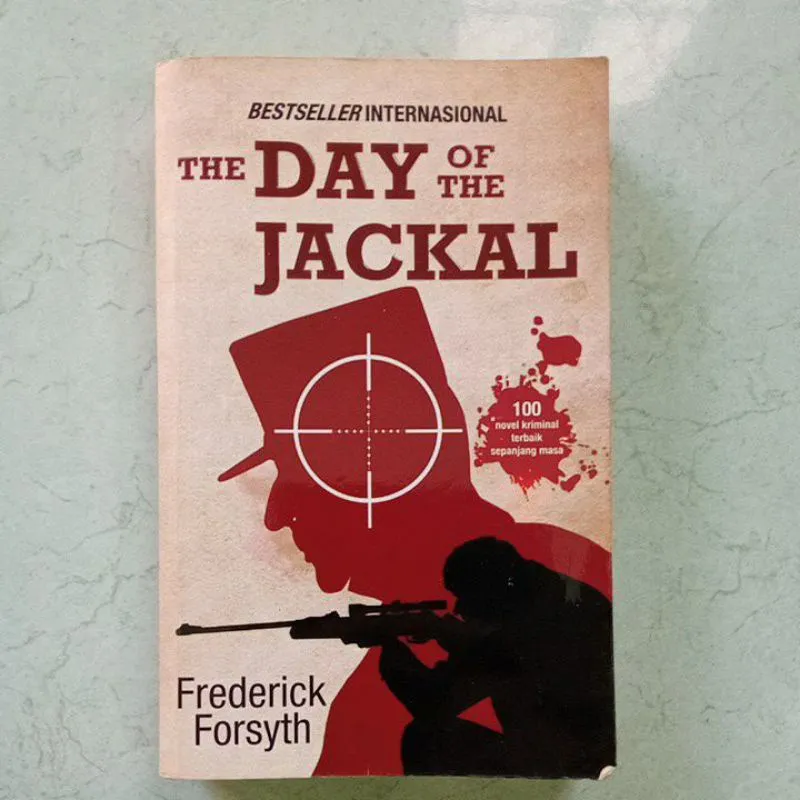 BESTSELLER INTERNASIONAL
THE DAY OF THE
JACKAL
100
novel kriminal
terbaik
sepanjang masa
Frederick
Forsyth